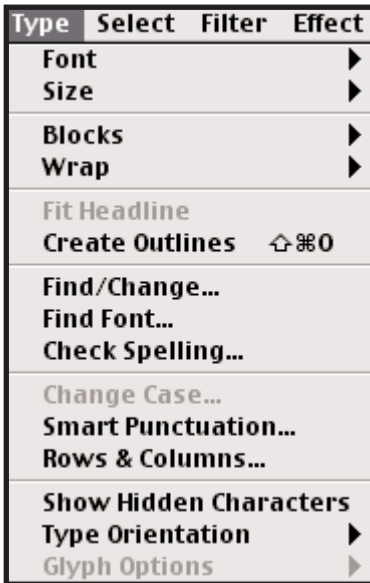 Type Select Filter Effect
Font
Size
Blocks
Wrap
Fit Headline
Create Outlines ⇧⌘O
Find/Change...
Find Font...
Check Spelling...
Change Case...
Smart Punctuation...
Rows & Columns...
Show Hidden Characters
Type Orientation
Glyph Options